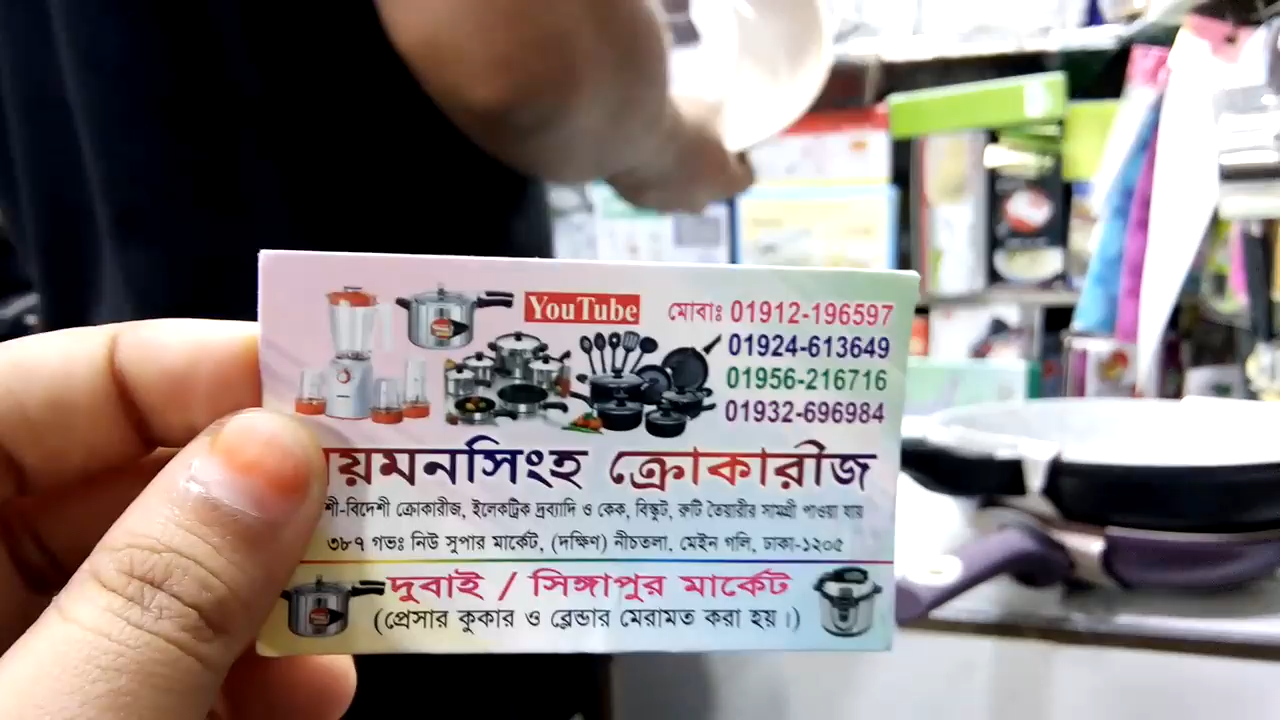 YouTube
মোবাঃ 01912-196597
01924-613649
01956-216716
01932-696984
য়মনসিংহ ক্রোকারীজ
শী-বিদেশী ক্রোকারীজ, ইলেকট্রিক দ্রব্যাদি ও কেক, বিস্কুট, রুটি তৈয়ারীর সামগ্রী পাওয়া যায়
৩৮৭ গভঃ নিউ সুপার মার্কেট, (দক্ষিণ) নীচতলা, মেইন গলি, ঢাকা-১২০৫
দুবাই / সিঙ্গাপুর মার্কেট
(প্রেসার কুকার ও ব্লেন্ডার মেরামত করা হয়।)